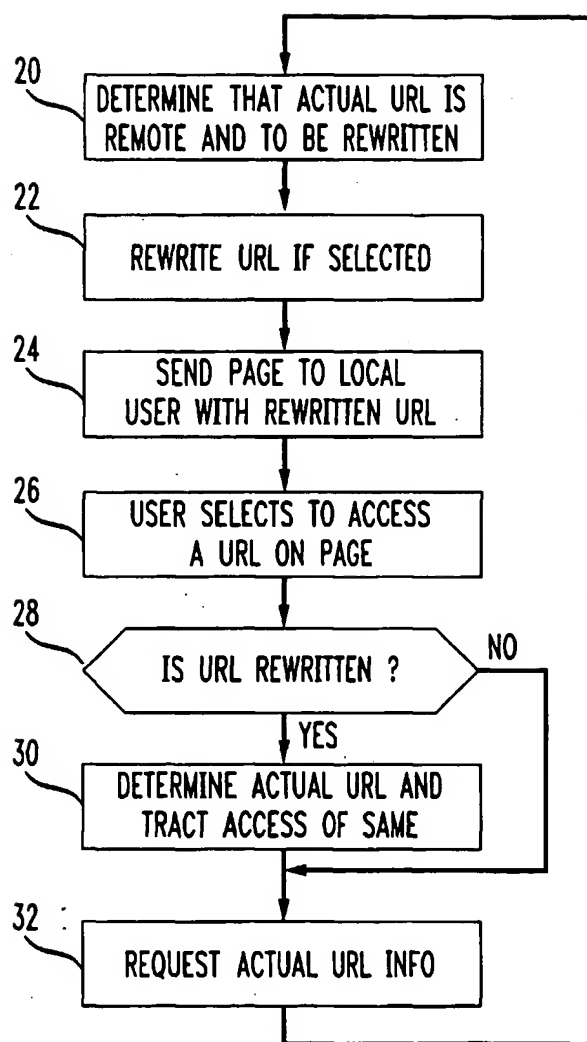 20
DETERMINE THAT ACTUAL URL IS
REMOTE AND TO BE REWRITTEN
22
REWRITE URL IF SELECTED
24
SEND PAGE TO LOCAL
USER WITH REWRITTEN URL
26
USER SELECTS TO ACCESS
A URL ON PAGE
28
IS URL REWRITTEN ?
NO
YES
30
DETERMINE ACTUAL URL AND
TRACT ACCESS OF SAME
32
REQUEST ACTUAL URL INFO